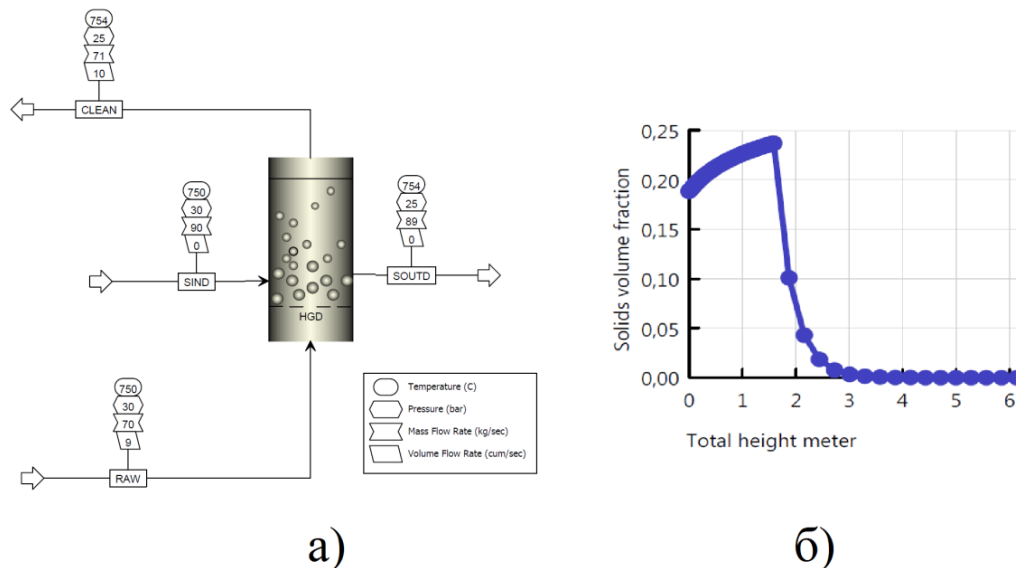 754
25
71
10
CLEAN
750
30
90
0
SIND
754
25
89
0
SOUTD
HGD
750
30
70
9
RAW
Temperature (C)
Pressure (bar)
Mass Flow Rate (kg/sec)
Volume Flow Rate (cum/sec)
а)
Solids volume fraction
0,25
0,20
0,15
0,10
0,05
0,00
0 1 2 3 4 5 6
Total height meter
б)